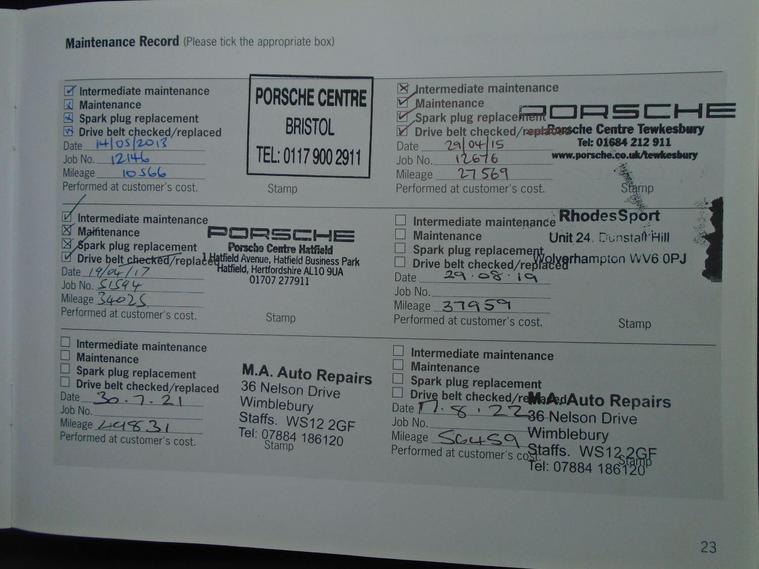 Maintenance Record (Please tick the appropriate box)
Intermediate maintenance
Maintenance
Spark plug replacement
Drive belt checked/replaced
Date 14/05/2013
Job No. 12146
Mileage 10366
Performed at customer's cost.
Stamp
PORSCHE CENTRE
BRISTOL
TEL: 0117 900 2911
Intermediate maintenance
Maintenance
Spark plug replacement
Drive belt checked/replaced
Date 29/04/15
Job No. 12676
Mileage 27569
Performed at customer's cost.
Stamp
PORSCHE
Porsche Centre Tewkesbury
Tel: 01684 212 911
www.porsche.co.uk/tewkesbury
Intermediate maintenance
Maintenance
Spark plug replacement
Drive belt checked/replaced
Date 19/04/17
Job No. 51594
Mileage 34025
Performed at customer's cost.
Stamp
PORSCHE
Porsche Centre Hatfield
1 Hatfield Avenue, Hatfield Business Park
Hatfield, Hertfordshire AL10 9UA
01707 277911
Intermediate maintenance
Maintenance
Spark plug replacement
Drive belt checked/replaced
Date 29.08.19
Job No.
Mileage 37959
Performed at customer's cost.
Stamp
RhodesSport
Unit 24. Dunstall Hill
Wolverhampton WV6 0PJ
Intermediate maintenance
Maintenance
Spark plug replacement
Drive belt checked/replaced
Date 30.7.21
Job No.
Mileage
Performed at customer's cost.
Stamp
M.A. Auto Repairs
36 Nelson Drive
Wimblebury
Staffs. WS12 2GF
Tel: 07884 186120
Intermediate maintenance
Maintenance
Spark plug replacement
Drive belt checked/replaced
Date 17.8.22
Job No.
Mileage 56459
Performed at customer's cost.
Stamp
M.A. Auto Repairs
36 Nelson Drive
Wimblebury
Staffs. WS12 2GF
Tel: 07884 186120
23